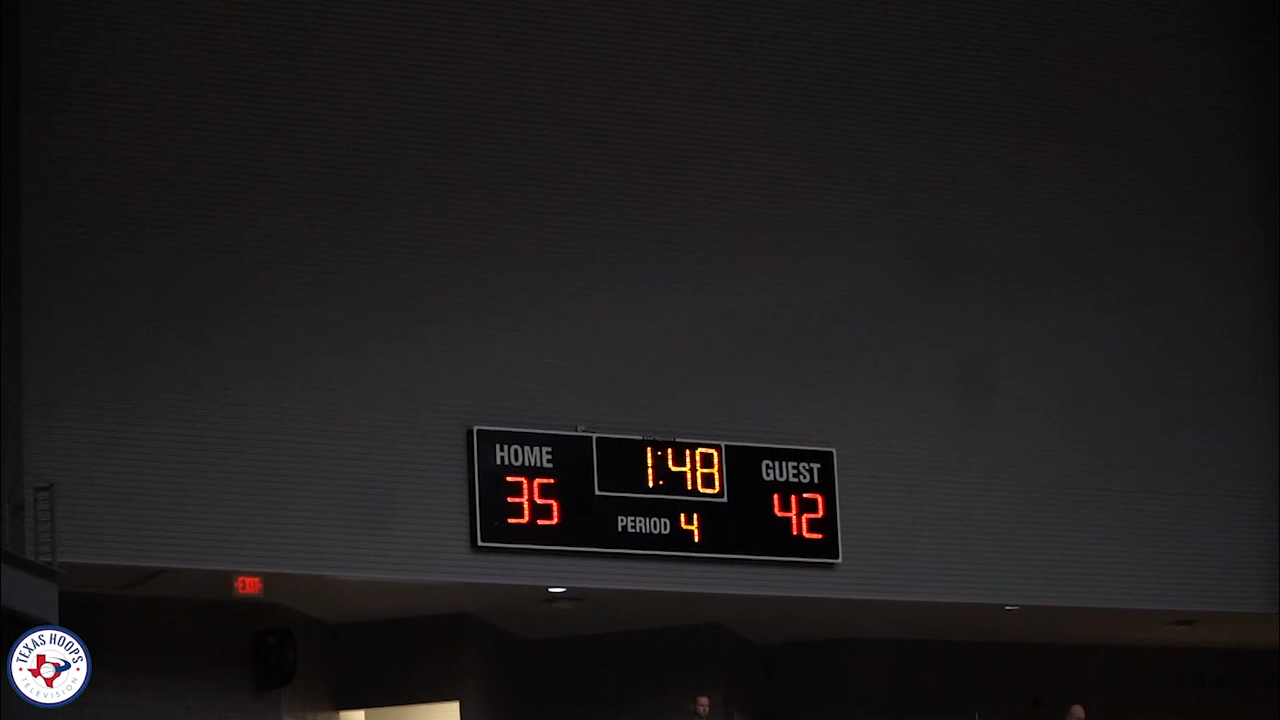 HOME
1:48
GUEST
35
PERIOD 4
42
EXIT
TEXAS HOOPS
TELEVISION